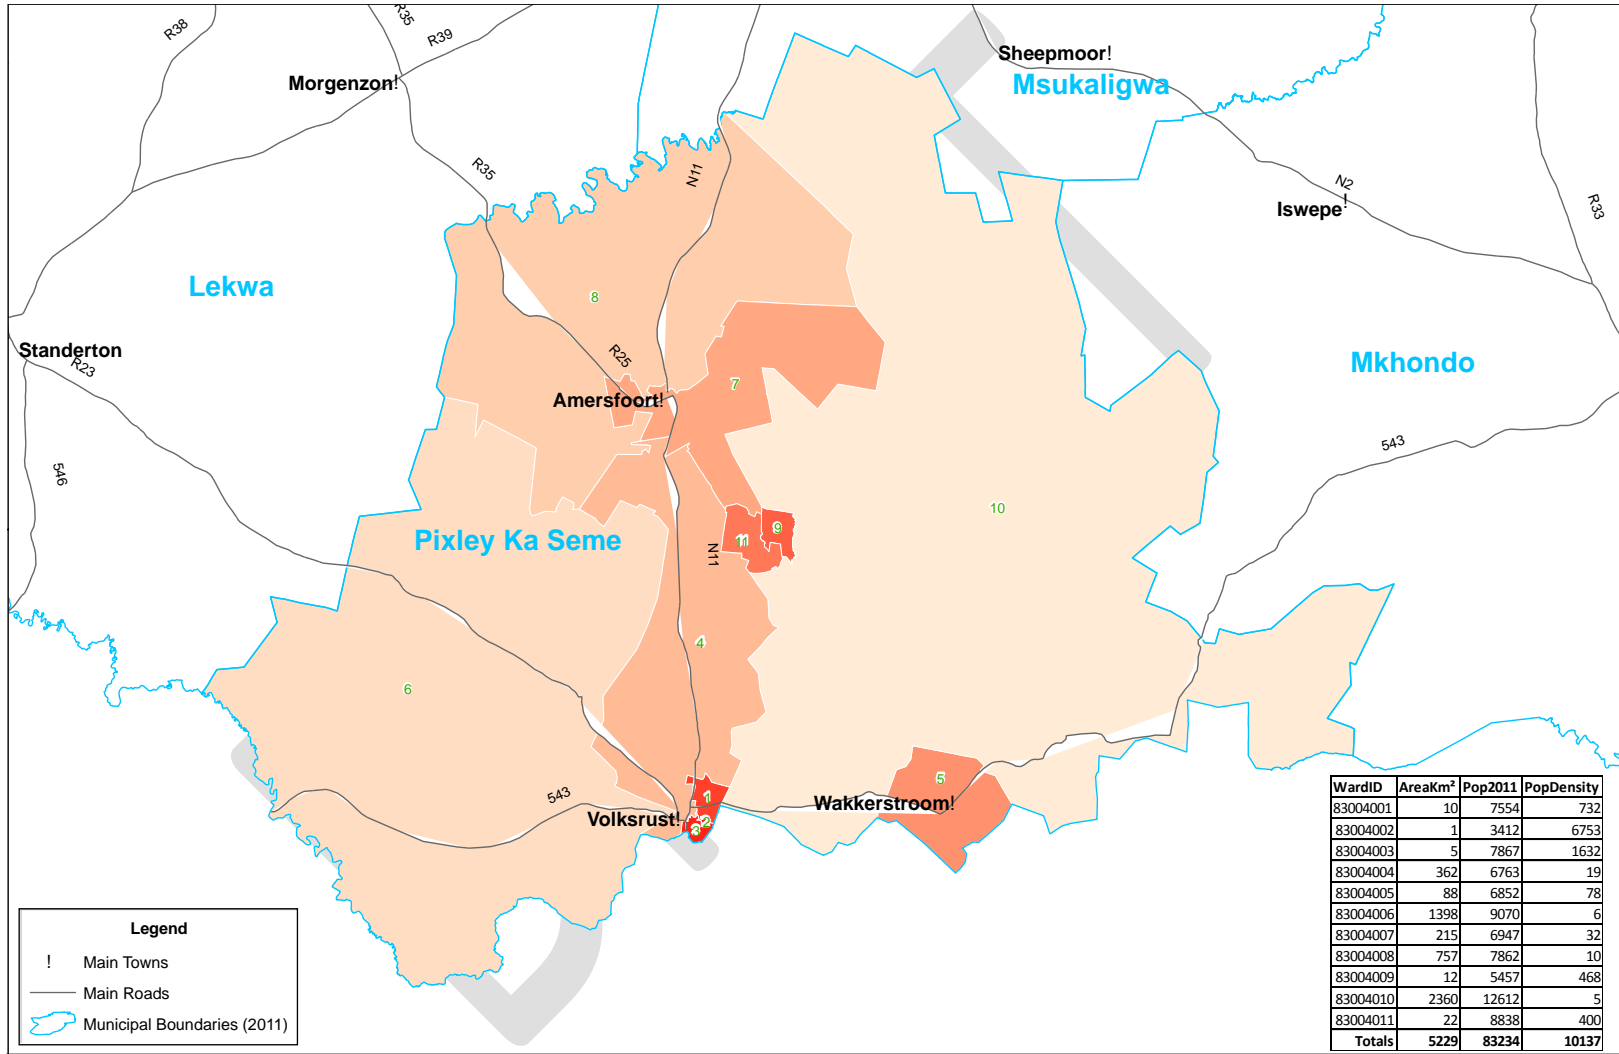 R38
R35
R39
Morgenzon!
Sheepmoor!
Msukaligwa
R35
N11
N2
Iswepe!
R33
Lekwa
8
Standerton
R23
R25
7
Mkhondo
Amersfoort!
546
543
10
Pixley Ka Seme
11
9
N11
4
6
5
543
1
Wakkerstroom!
Volksrust!
2
3
WardID AreaKm² Pop2011 PopDensity
83004001 10 7554 732
83004002 1 3412 6753
83004003 5 7867 1632
83004004 362 6763 19
83004005 88 6852 78
83004006 1398 9070 6
83004007 215 6947 32
83004008 757 7862 10
83004009 12 5457 468
83004010 2360 12612 5
83004011 22 8838 400
Totals 5229 83234 10137
Legend
! Main Towns
Main Roads
Municipal Boundaries (2011)